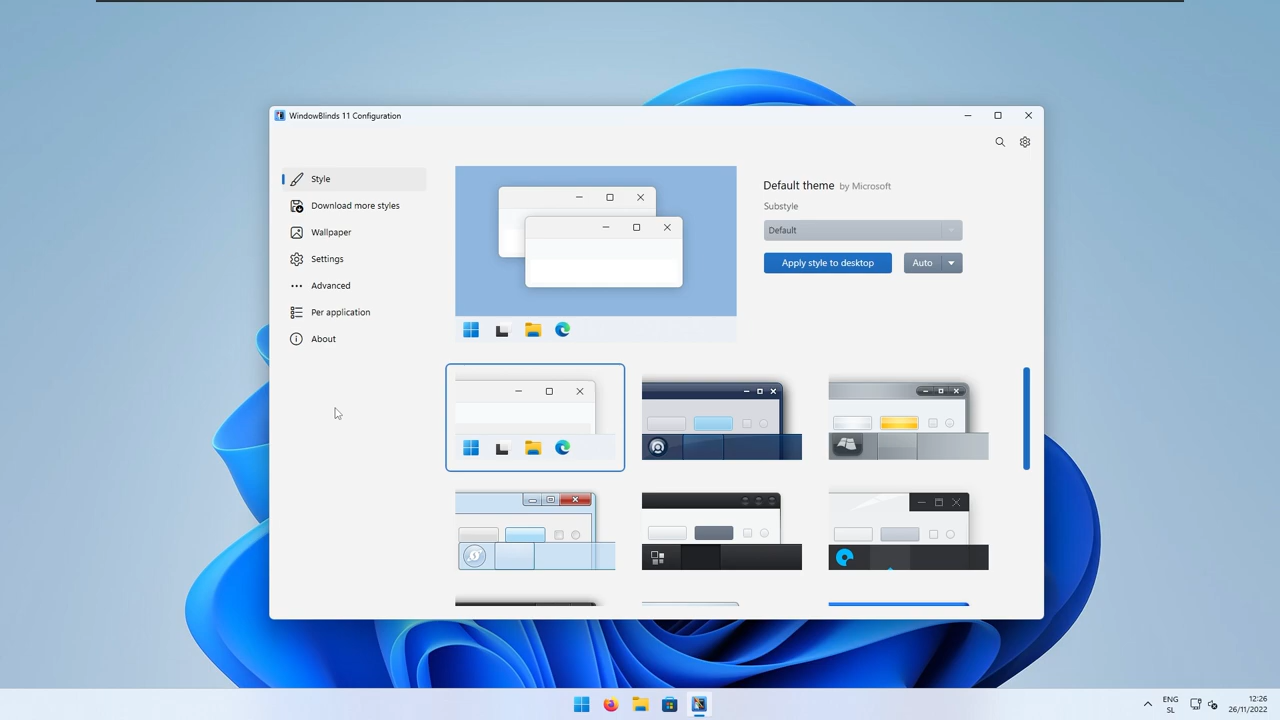 WindowBlinds 11 Configuration
Style
Download more styles
Wallpaper
Settings
Advanced
Per application
About
Default theme by Microsoft
Substyle
Default
Apply style to desktop
Auto
ENG
SL
12:26
26/11/2022